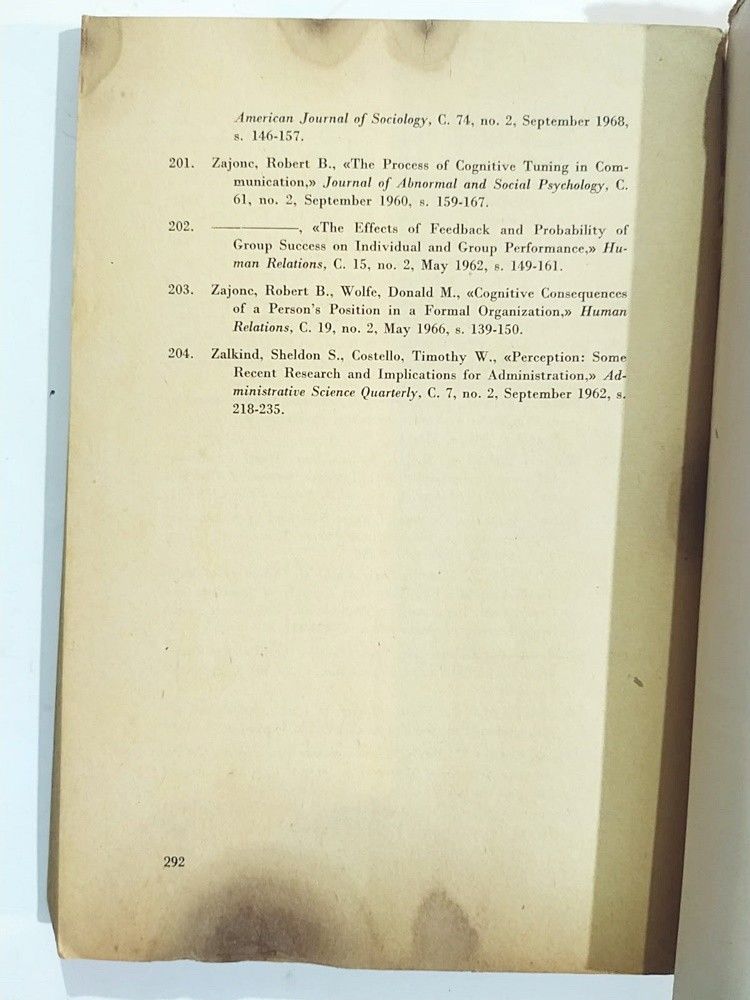 American Journal of Sociology, C. 74, no. 2, September 1968,
s. 146-157.
201. Zajonc, Robert B., «The Process of Cognitive Tuning in Com-
munication,» Journal of Abnormal and Social Psychology, C.
61, no. 2, September 1960, s. 159-167.
202. ————, «The Effects of Feedback and Probability of
Group Success on Individual and Group Performance,» Hu-
man Relations, C. 15, no. 2, May 1962, s. 149-161.
203. Zajonc, Robert B., Wolfe, Donald M., «Cognitive Consequences
of a Person's Position in a Formal Organization,» Human
Relations, C. 19, no. 2, May 1966, s. 139-150.
204. Zalkind, Sheldon S., Costello, Timothy W., «Perception: Some
Recent Research and Implications for Administration,» Ad-
ministrative Science Quarterly, C. 7, no. 2, September 1962, s.
218-235.
292